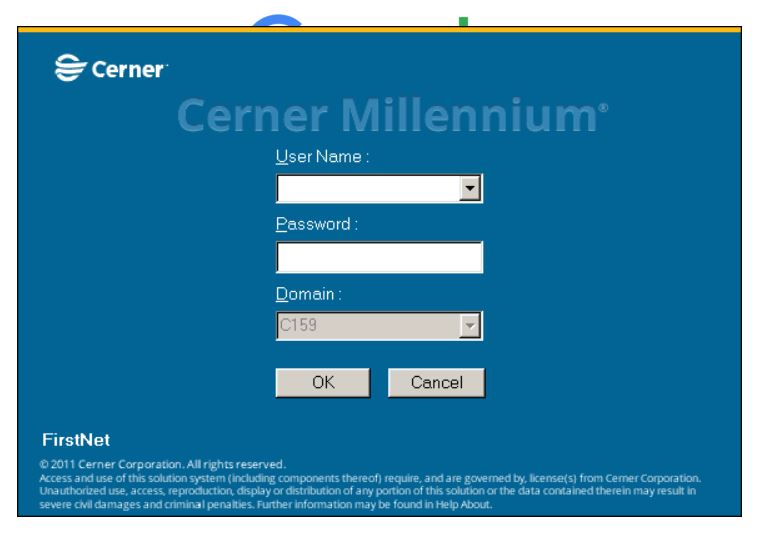 Cerner
Cerner Millennium®
User Name :
Password :
Domain :
C159
OK Cancel
FirstNet
© 2011 Cerner Corporation. All rights reserved.
Access and use of this solution system (including components thereof) require, and are governed by, license(s) from Cerner Corporation.
Unauthorized use, access, reproduction, display or distribution of any portion of this solution or the data contained therein may result in
severe civil damages and criminal penalties. Further information may be found in Help About.